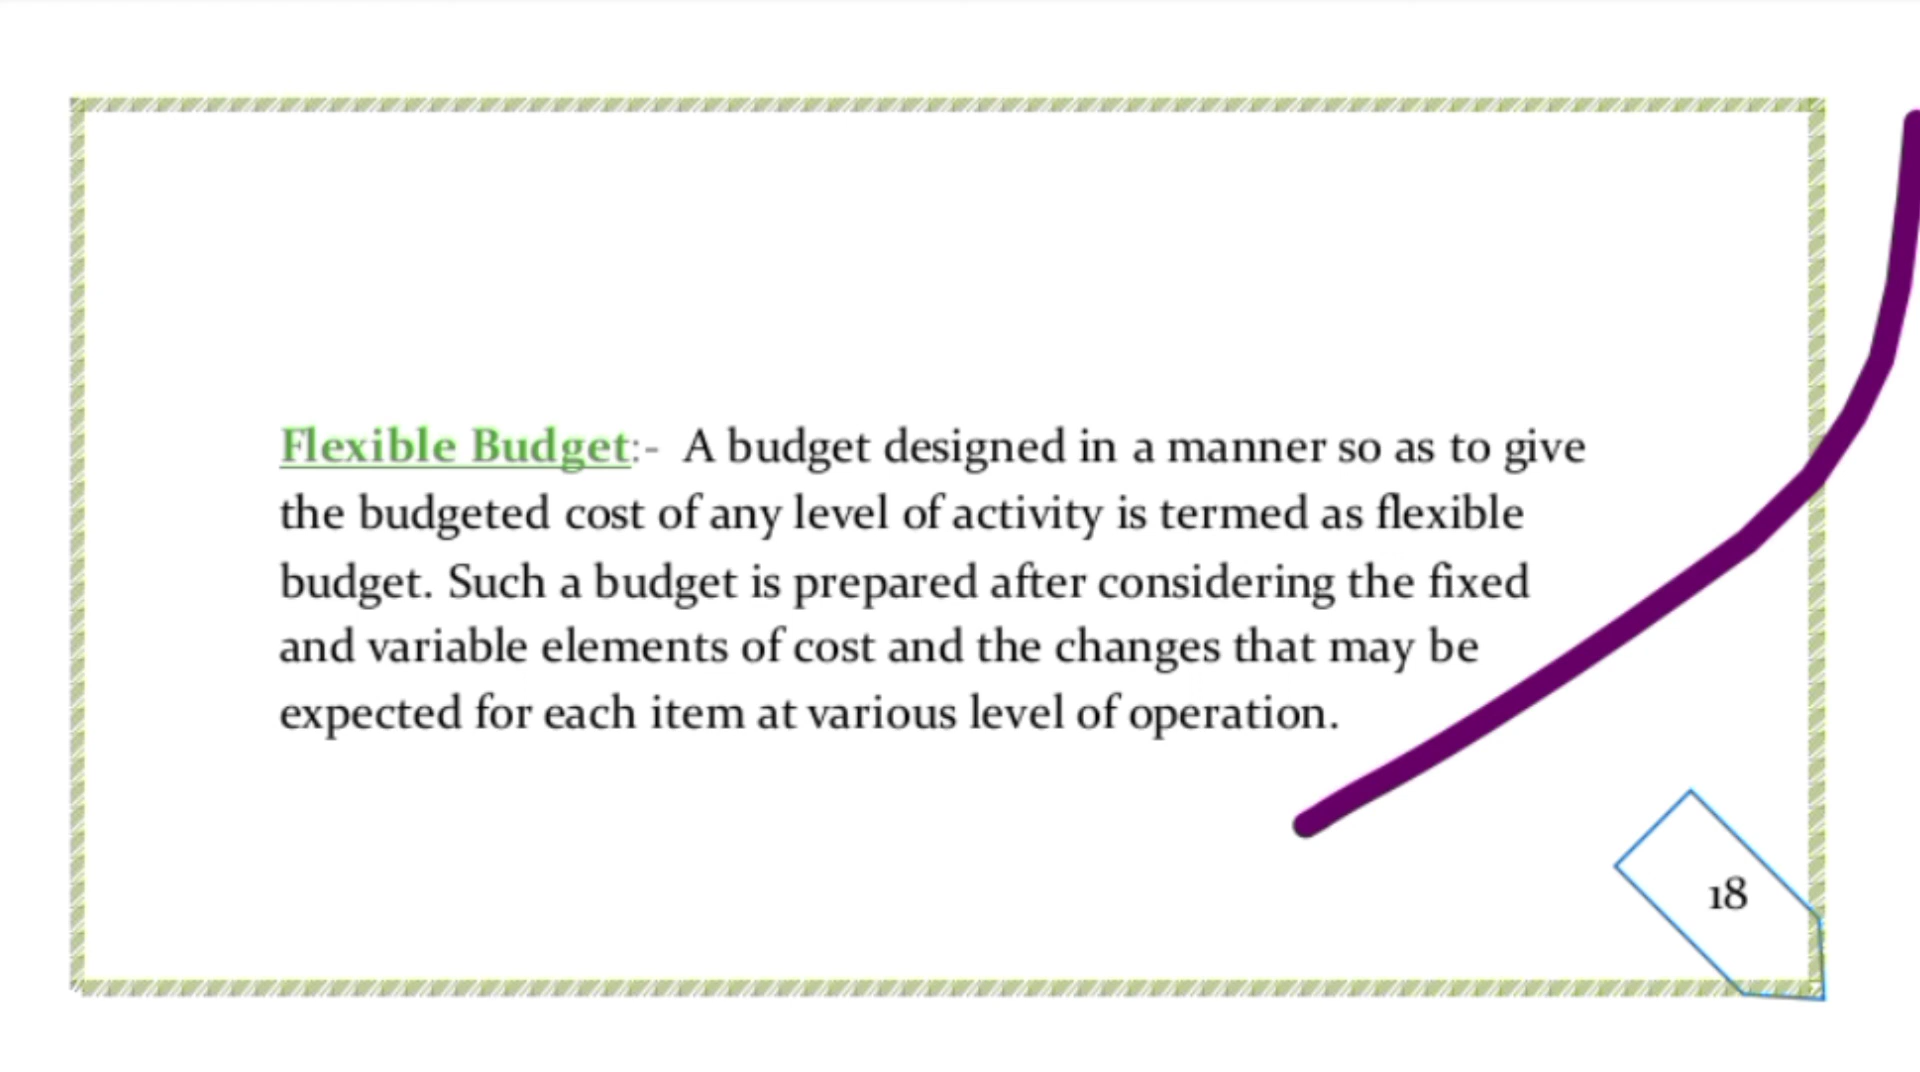 Flexible Budget:- A budget designed in a manner so as to give
the budgeted cost of any level of activity is termed as flexible
budget. Such a budget is prepared after considering the fixed
and variable elements of cost and the changes that may be
expected for each item at various level of operation.
18